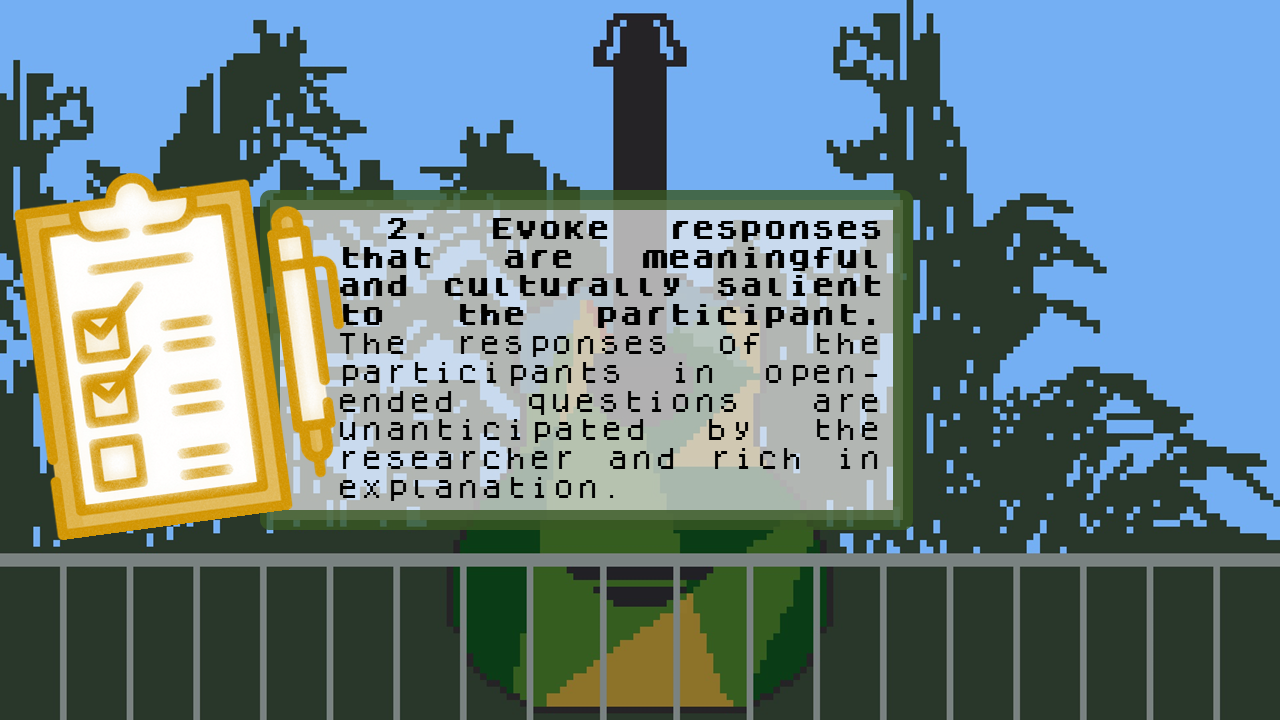 2. Evoke responses
that are meaningful
and culturally salient
to the participant.
The responses of the
participants in open-
ended questions are
unanticipated by the
researcher and rich in
explanation.